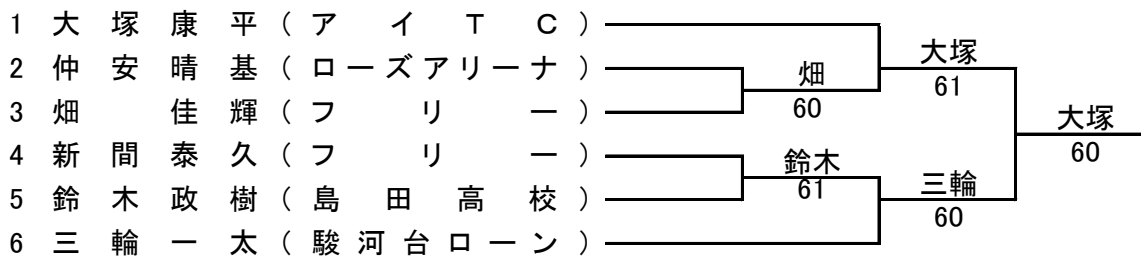 1 大塚康平(アイTC)
2 仲安晴基(ローズアリーナ)
3 畑佳輝(フリー)
4 新間泰久(フリー)
5 鈴木政樹(島田高校)
6 三輪一太(駿河台ローン)
畑
60
鈴木
61
大塚
61
三輪
60
大塚
60